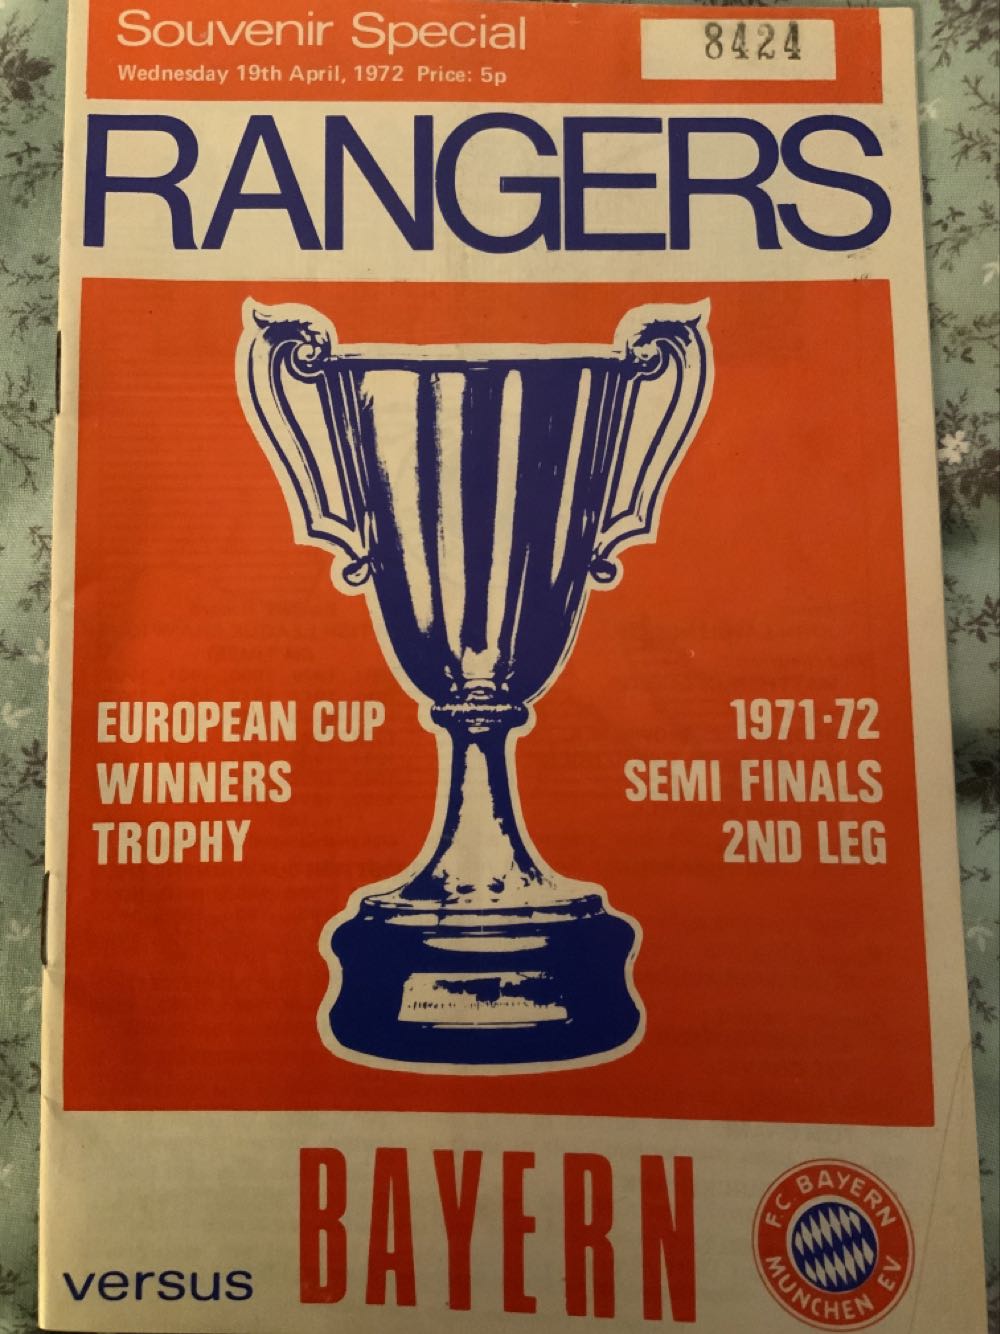 Souvenir Special
8424
Wednesday 19th April, 1972 Price: 5p
RANGERS
EUROPEAN CUP
WINNERS
TROPHY
1971·72
SEMI FINALS
2ND LEG
versus
BAYERN
F.C. BAYERN
MUNCHEN EV